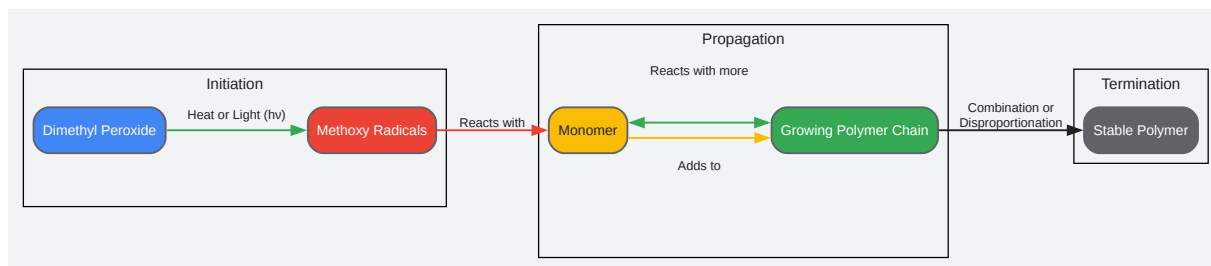 Initiation
Dimethyl Peroxide
Heat or Light (hν)
Methoxy Radicals
Reacts with
Propagation
Reacts with more
Monomer
Growing Polymer Chain
Adds to
Combination or
Disproportionation
Termination
Stable Polymer